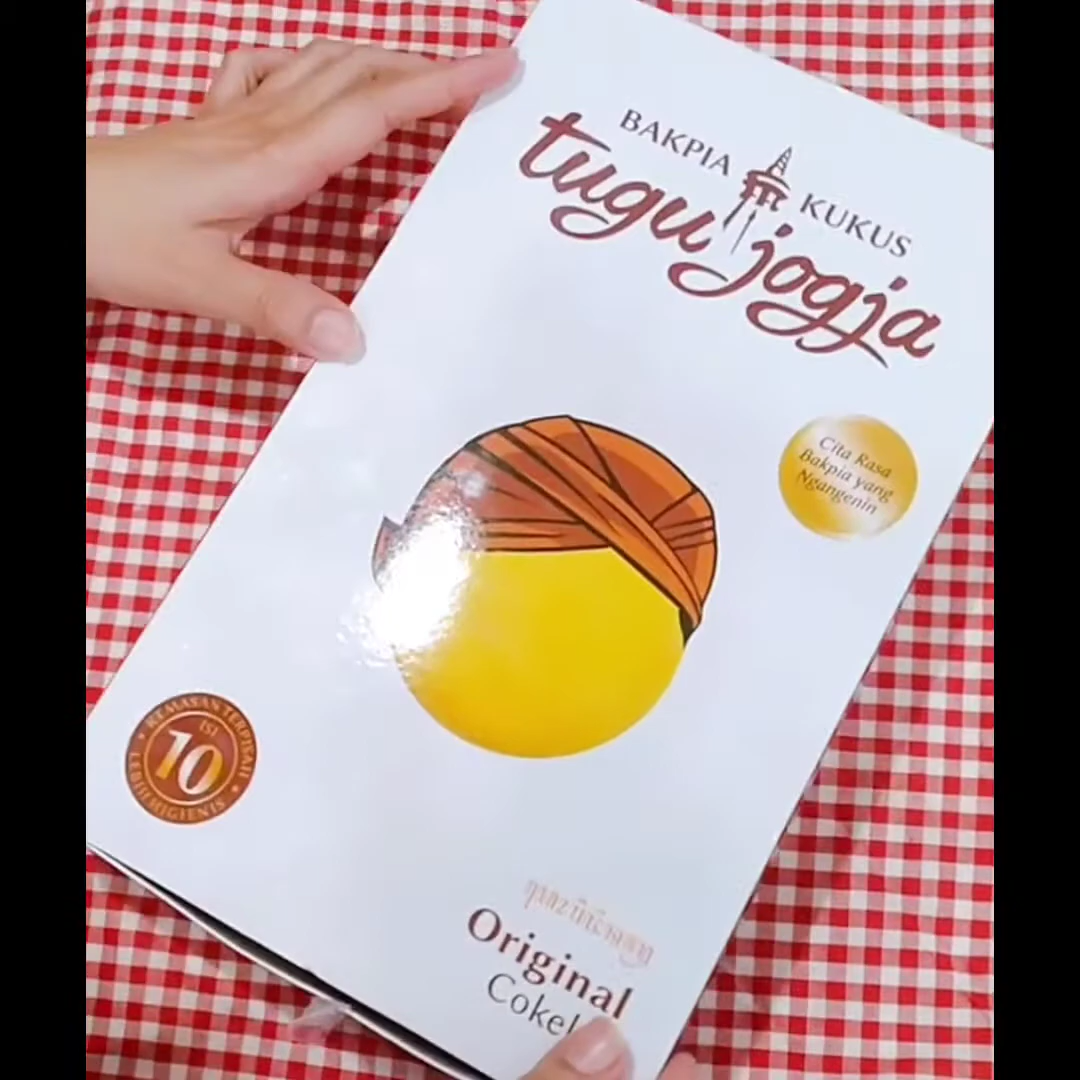 BAKPIA KUKUS
tugu jogja
Cita Rasa
Bakpia yang
Ngangenin
KEMASAN TERPISAH
ISI
10
LEBIH HIGIENIS
Original